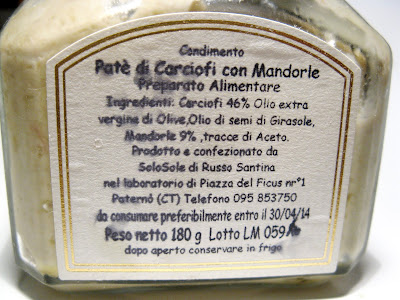 Condimento
Patè di Carciofi con Mandorle
Preparato Alimentare
Ingredienti: Carciofi 46% Olio extra
vergine di Olive,Olio di semi di Girasole,
Mandorle 9% ,tracce di Aceto.
Prodotto e confezionato da
SoloSole di Russo Santina
nel laboratorio di Piazza del Ficus nr°1
Paternò (CT) Telefono 095 853750
da consumare preferibilmente entro il 30/04/14
Peso netto 180 g Lotto LM 059
dopo aperto conservare in frigo